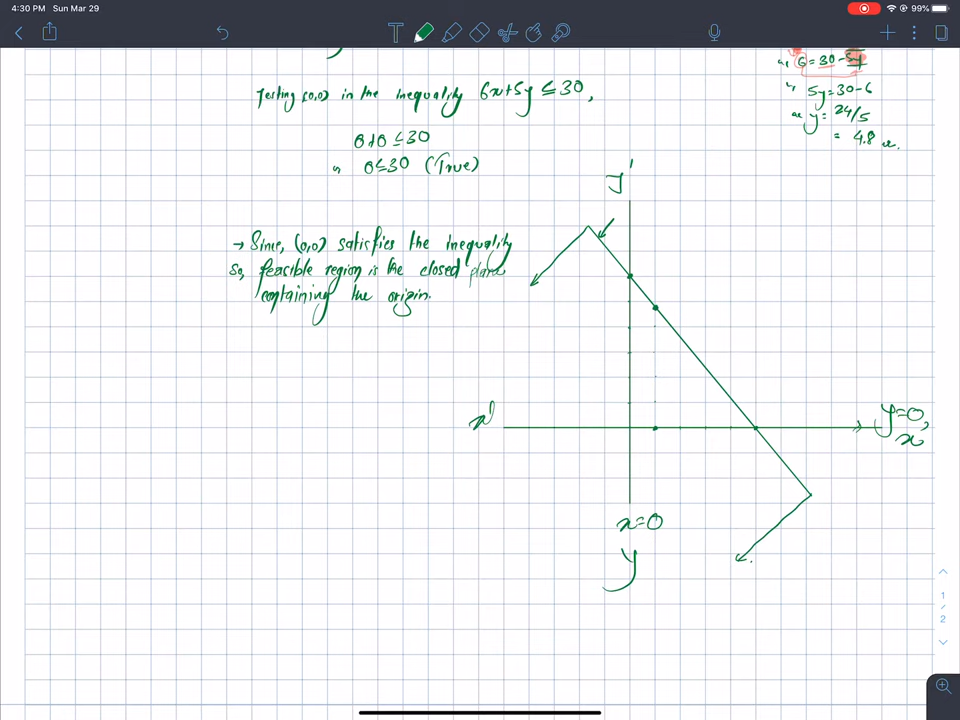 4:30 PM Sun Mar 29
99%
Testing (0,0) in the inequality 6x+5y ≤ 30,
0+0 ≤ 30
0 ≤ 30 (True)
→ Since, (0,0) satisfies the inequality
So, feasible region is the closed plane
containing the origin.
6 = 30 - 5y
5y = 30 - 6
y = 24/5
= 4.8
y'
x'
y=0,
x
x=0
y
1
/
2